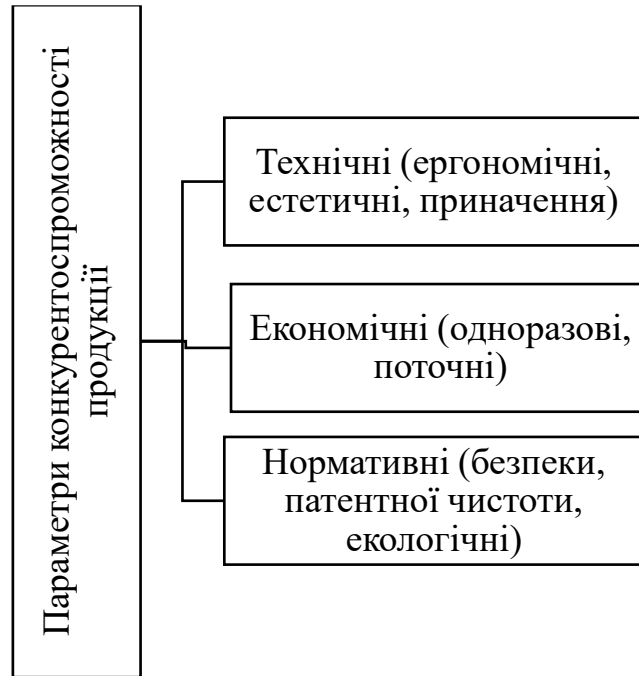 Параметри конкурентоспроможності
продукції
Технічні (ергономічні,
естетичні, приначення)
Економічні (одноразові,
поточні)
Нормативні (безпеки,
патентної чистоти,
екологічні)